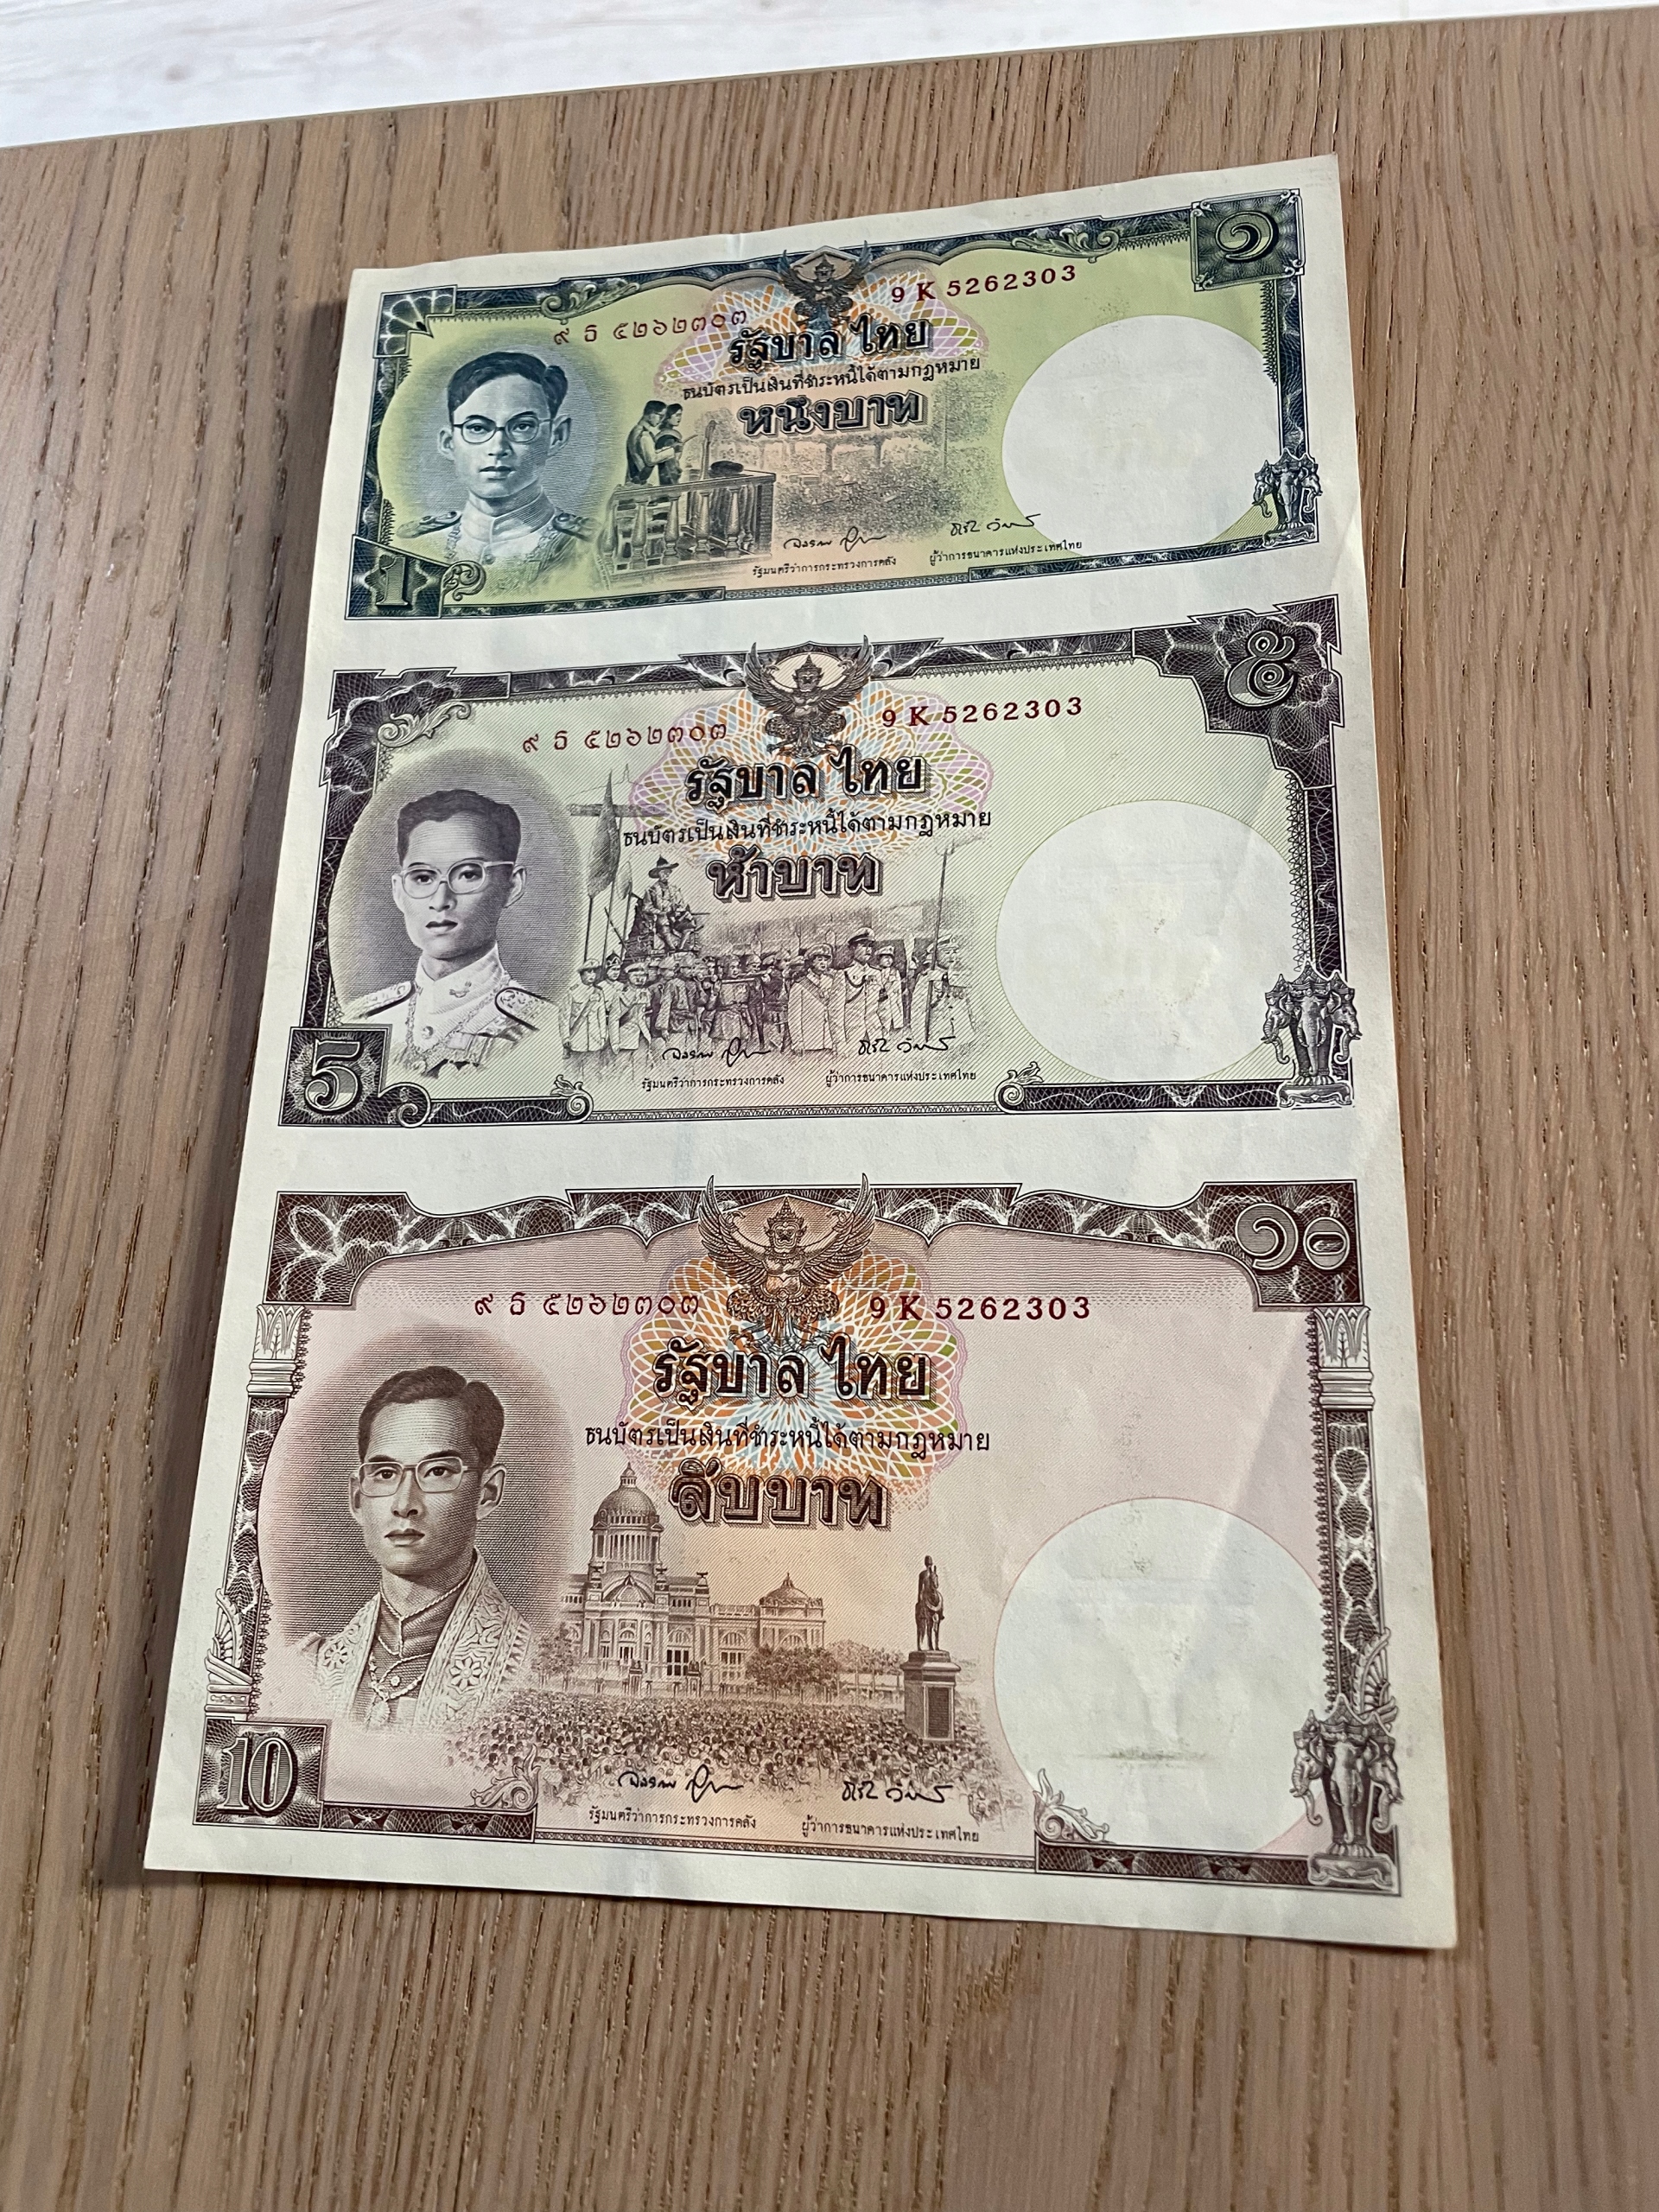 ๑
9 K 5262303
๙ ธ ๕๒๖๒๓๐๓
รัฐบาลไทย
ธนบัตรเป็นเงินที่ชำระหนี้ได้ตามกฎหมาย
หนึ่งบาท
รัฐมนตรีว่าการกระทรวงการคลัง ผู้ว่าการธนาคารแห่งประเทศไทย
1
๕
๙ ธ ๕๒๖๒๓๐๓ 9 K 5262303
รัฐบาลไทย
ธนบัตรเป็นเงินที่ชำระหนี้ได้ตามกฎหมาย
ห้าบาท
รัฐมนตรีว่าการกระทรวงการคลัง ผู้ว่าการธนาคารแห่งประเทศไทย
5
๑๐
๙ ธ ๕๒๖๒๓๐๓ 9 K 5262303
รัฐบาลไทย
ธนบัตรเป็นเงินที่ชำระหนี้ได้ตามกฎหมาย
สิบบาท
รัฐมนตรีว่าการกระทรวงการคลัง ผู้ว่าการธนาคารแห่งประเทศไทย
10